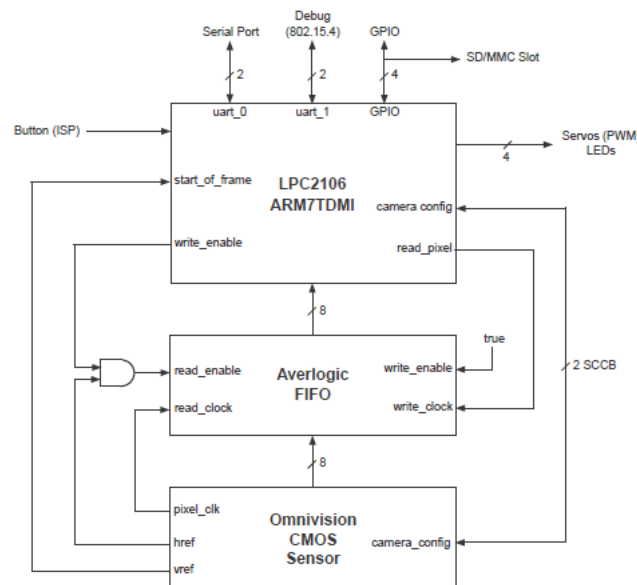 Debug
Serial Port
(802.15.4)
GPIO
SD/MMC Slot
2
2
4
uart_0
uart_1
GPIO
Button (ISP)
Servos (PWM
LEDs
4
start_of_frame
LPC2106
ARM7TDMI
camera config
write_enable
read_pixel
8
true
read_enable
Averlogic
FIFO
write_enable
2 SCCB
read_clock
write_clock
8
pixel_clk
Omnivision
CMOS
Sensor
href
camera_config
vref